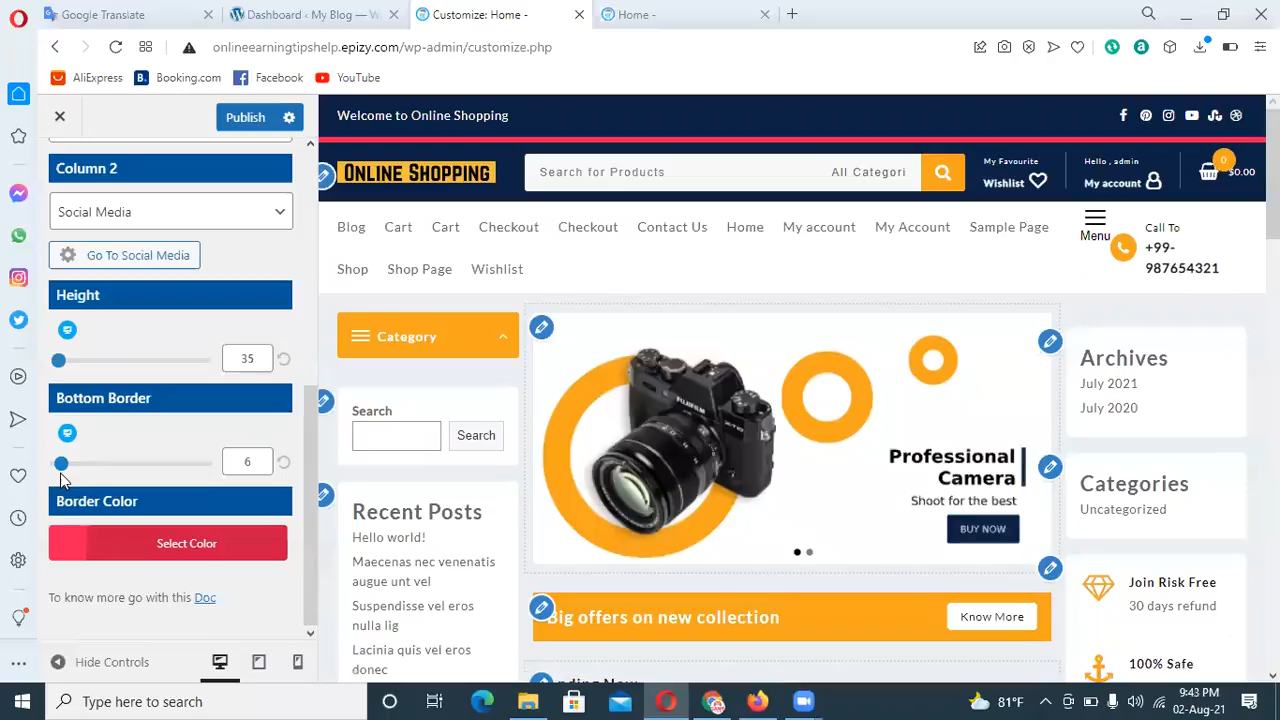 Google Translate
Dashboard ‹ My Blog — W
Customize: Home -
Home -
onlineearningtipshelp.epizy.com/wp-admin/customize.php
AliExpress
Booking.com
Facebook
YouTube
Publish
Column 2
Social Media
Go To Social Media
Height
35
Bottom Border
6
Border Color
Select Color
To know more go with this Doc
Hide Controls
Welcome to Online Shopping
ONLINE SHOPPING
Search for Products
All Categori
My Favourite
Wishlist
Hello , admin
My account
0
$0.00
Blog Cart Cart Checkout Checkout Contact Us Home My account My Account Sample Page
Shop Shop Page Wishlist
Menu
Call To
+99-
987654321
Category
Search
Search
Recent Posts
Hello world!
Maecenas nec venenatis
augue unt vel
Suspendisse vel eros
nulla lig
Lacinia quis vel eros
donec
FUJIFILM
Professional
Camera
Shoot for the best
BUY NOW
Big offers on new collection
Know More
Archives
July 2021
July 2020
Categories
Uncategorized
Join Risk Free
30 days refund
100% Safe
Type here to search
81°F
9:43 PM
02-Aug-21